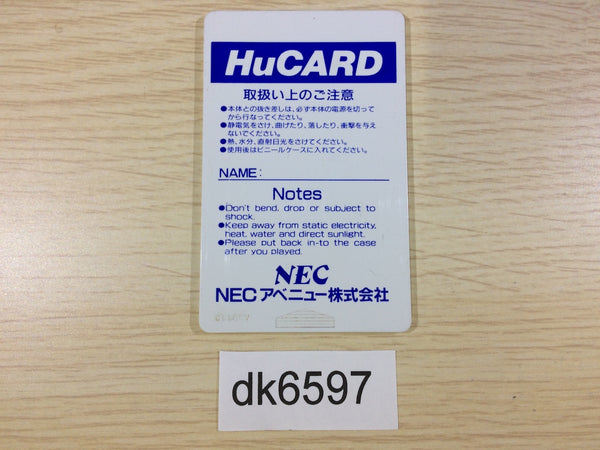 HuCARD
取扱い上のご注意
●本体との抜き差しは、必ず本体の電源を切って
から行なってください。
●静電気をさけ、曲げたり、落したり、衝撃を与え
ないでください。
●熱、水分、直射日光をさけてください。
●使用後はビニールケースに入れてください。
NAME:
Notes
●Don't bend, drop or subject to
shock.
●Keep away from static electricity,
heat, water and direct sunlight.
●Please put back in-to the case
after you played.
NEC
NECアベニュー株式会社
dk6597